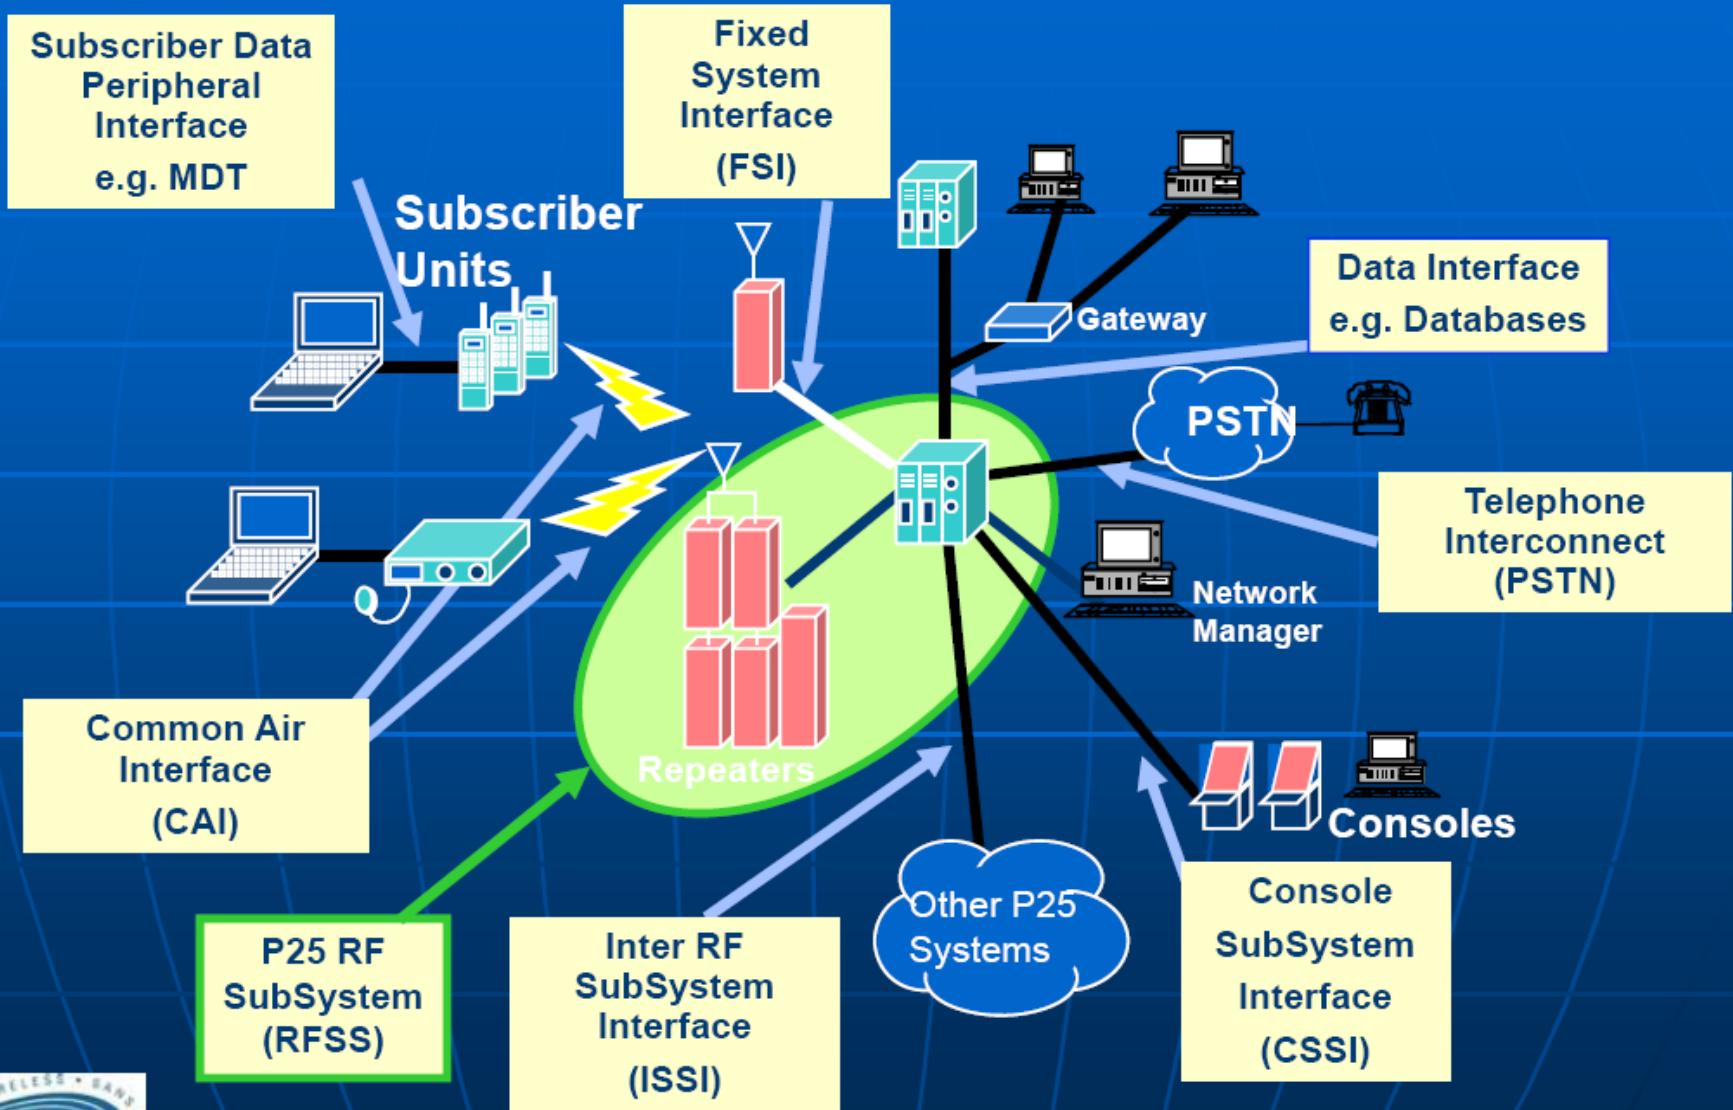 Subscriber Data
Peripheral
Interface
e.g. MDT
Fixed
System
Interface
(FSI)
Subscriber
Units
Gateway
Data Interface
e.g. Databases
PSTN
Telephone
Interconnect
(PSTN)
Network
Manager
Common Air
Interface
(CAI)
Repeaters
Consoles
P25 RF
SubSystem
(RFSS)
Inter RF
SubSystem
Interface
(ISSI)
Other P25
Systems
Console
SubSystem
Interface
(CSSI)